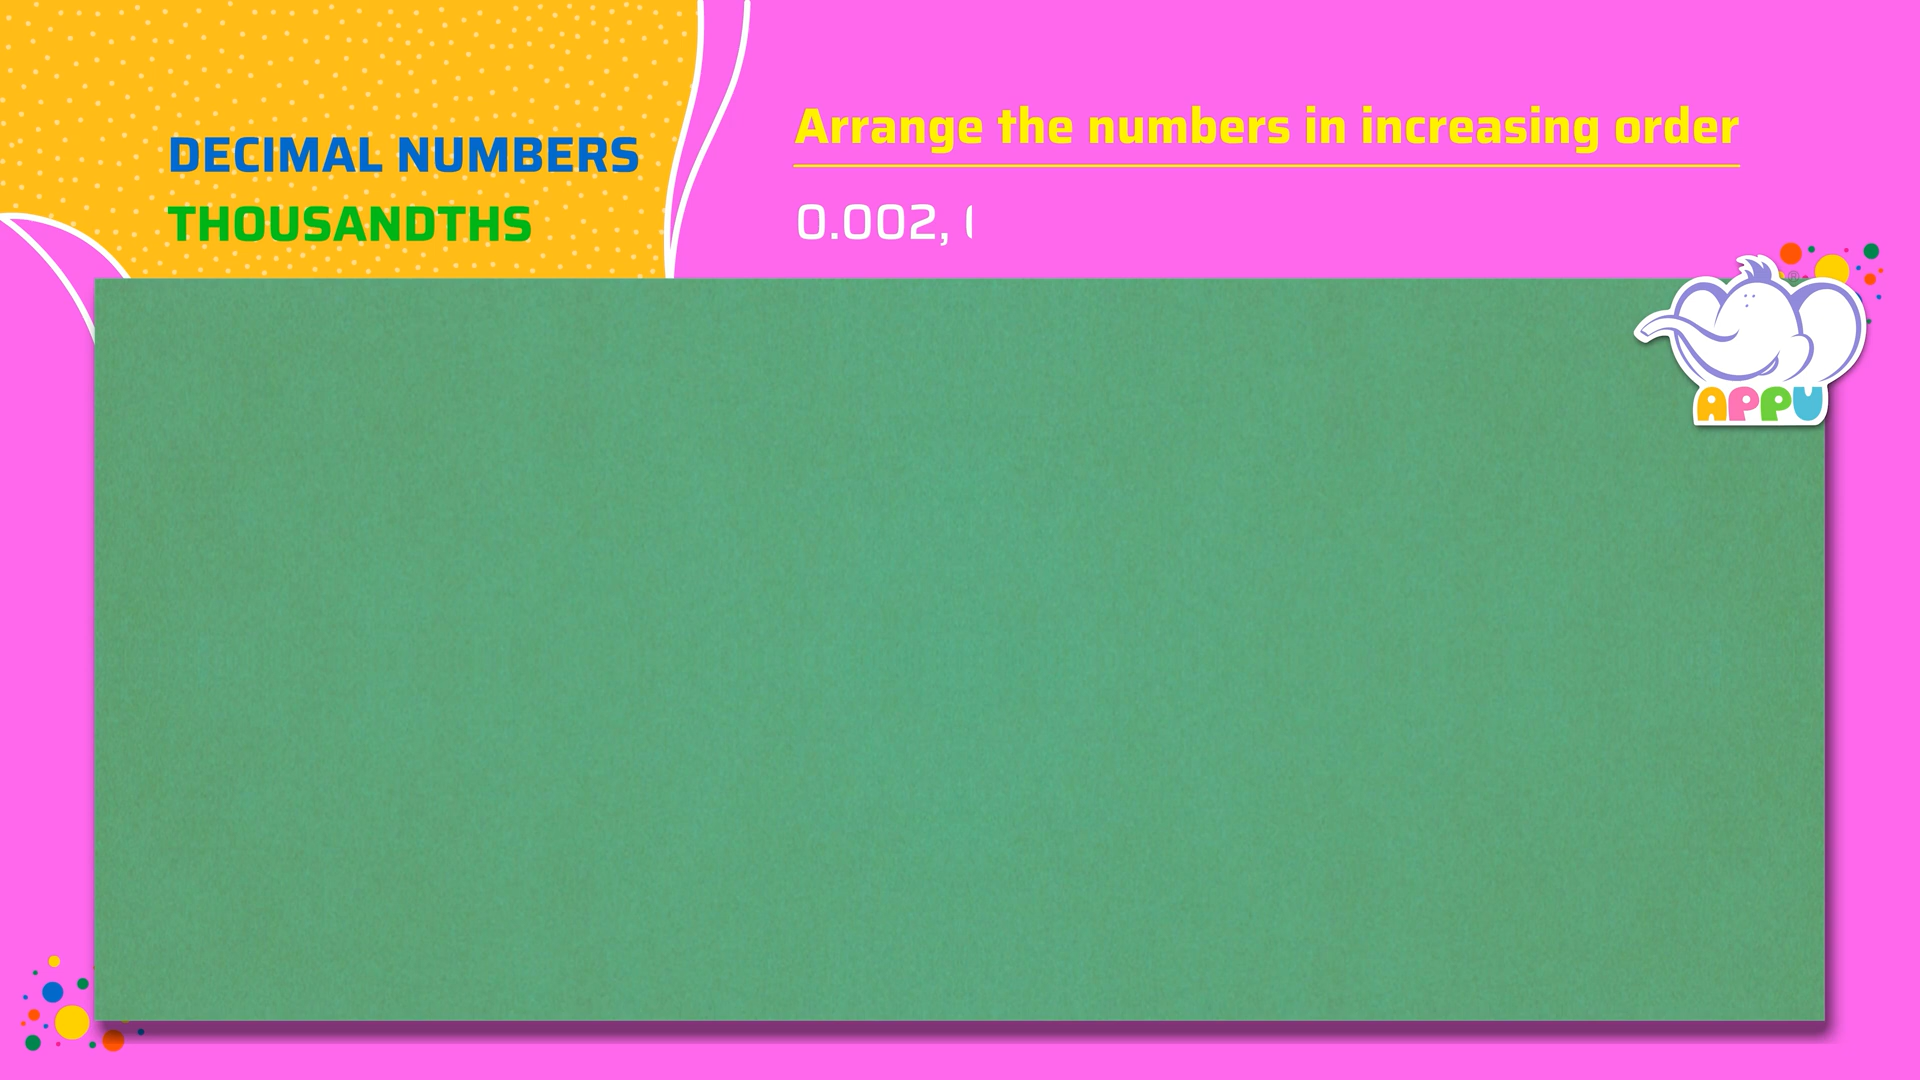 DECIMAL NUMBERS
THOUSANDTHS
Arrange the numbers in increasing order
0.002,
APPU